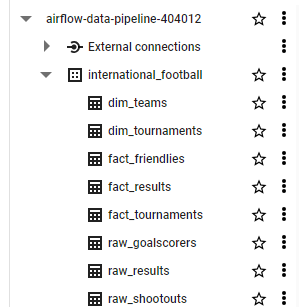 airflow-data-pipeline-404012
External connections
international_football
dim_teams
dim_tournaments
fact_friendlies
fact_results
fact_tournaments
raw_goalscorers
raw_results
raw_shootouts